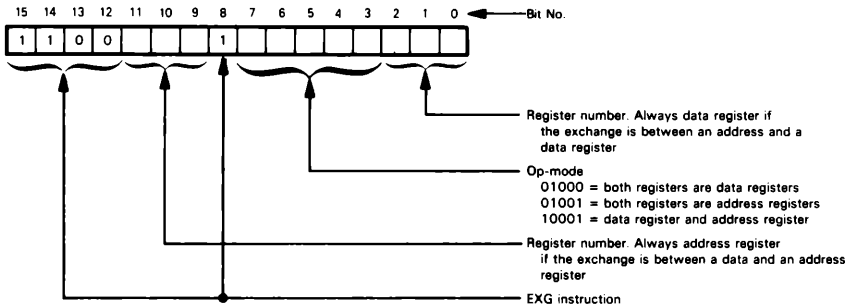 15 14 13 12 11 10 9 8 7 6 5 4 3 2 1 0 Bit No.
1 1 0 0 1
Register number. Always data register if
the exchange is between an address and a
data register
Op-mode
01000 = both registers are data registers
01001 = both registers are address registers
10001 = data register and address register
Register number. Always address register
if the exchange is between a data and an address
register
EXG instruction